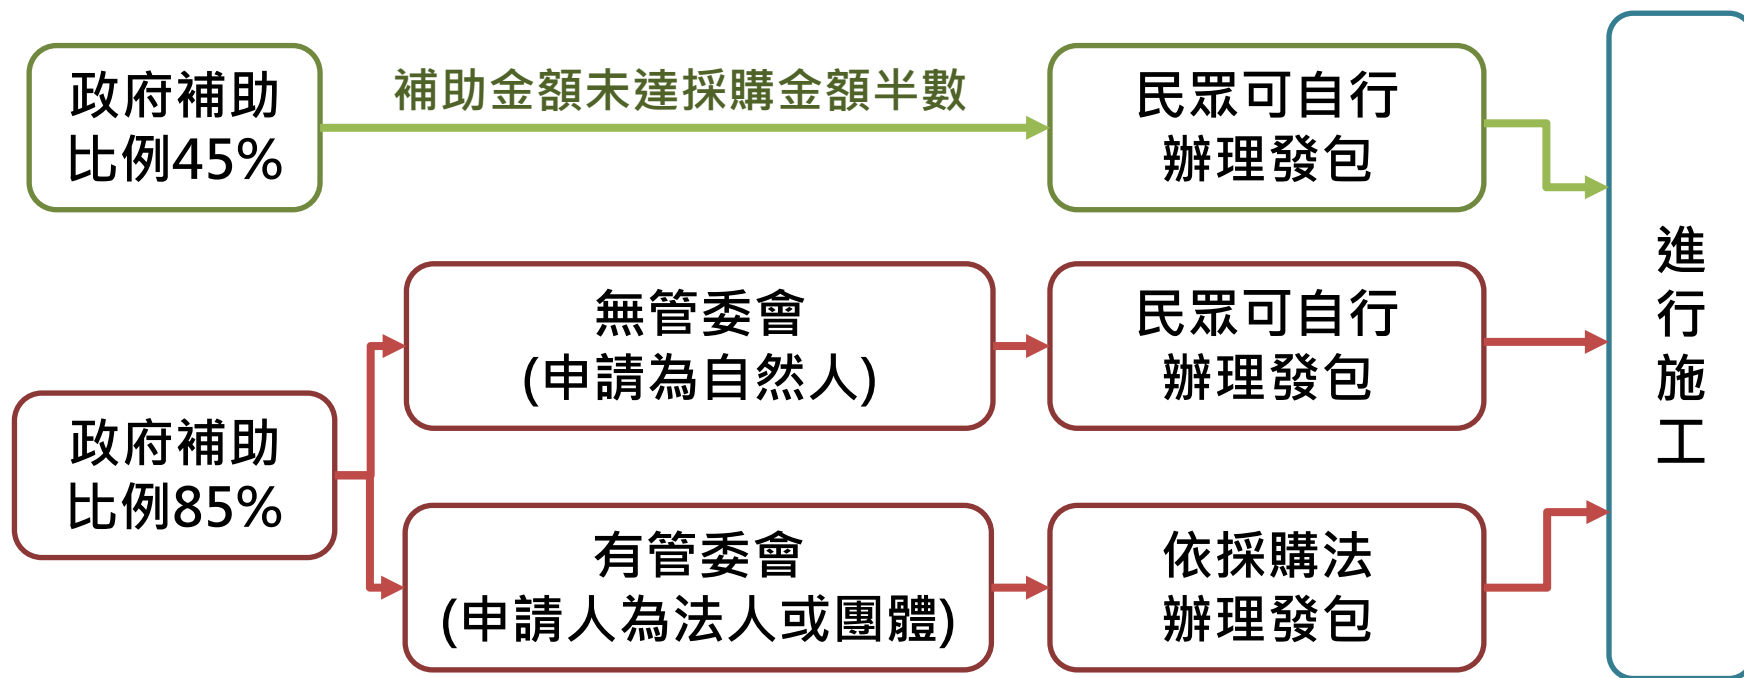 政府補助
比例45%
補助金額未達採購金額半數
民眾可自行
辦理發包
政府補助
比例85%
無管委會
(申請為自然人)
民眾可自行
辦理發包
有管委會
(申請人為法人或團體)
依採購法
辦理發包
進行施工